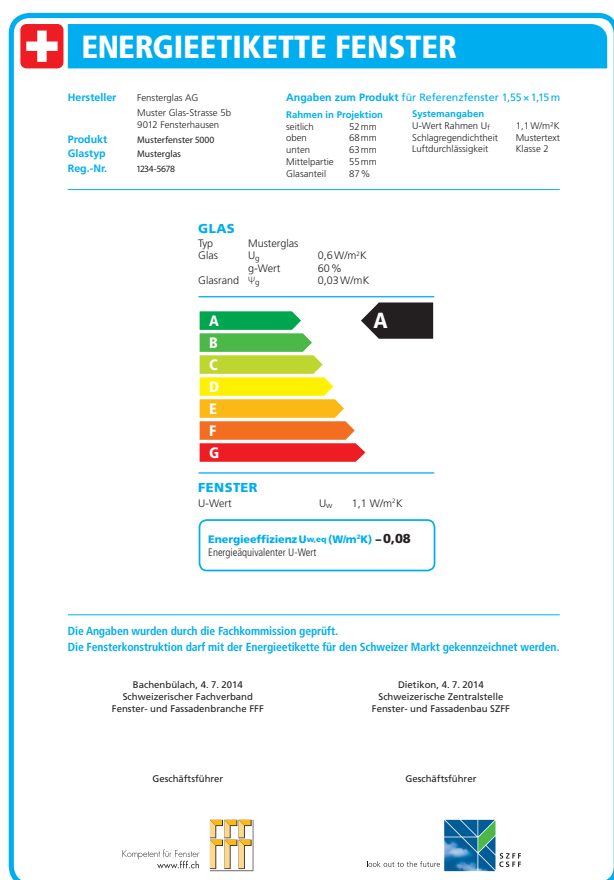 ENERGIEETIKETTE FENSTER
Hersteller Fensterglas AG
Muster Glas-Strasse 5b
9012 Fensterhausen
Produkt Musterfenster 5000
Glastyp Musterglas
Reg.-Nr. 1234-5678
Angaben zum Produkt für Referenzfenster 1,55 × 1,15 m
Rahmen in Projektion
seitlich 52 mm
oben 68 mm
unten 63 mm
Mittelpartie 55 mm
Glasanteil 87 %
Systemangaben
U-Wert Rahmen Uf 1,1 W/m²K
Schlagregendichtheit Mustertext
Luftdurchlässigkeit Klasse 2
GLAS
Typ Musterglas
Glas Ug 0,6 W/m²K
g-Wert 60 %
Glasrand Ψg 0,03 W/mK
A A
B
C
D
E
F
G
FENSTER
U-Wert Uw 1,1 W/m²K
Energieeffizienz Uw,eq (W/m²K) –0,08
Energieäquivalenter U-Wert
Die Angaben wurden durch die Fachkommission geprüft.
Die Fensterkonstruktion darf mit der Energieetikette für den Schweizer Markt gekennzeichnet werden.
Bachenbülach, 4. 7. 2014
Schweizerischer Fachverband
Fenster- und Fassadenbranche FFF
Dietikon, 4. 7. 2014
Schweizerische Zentralstelle
Fenster- und Fassadenbau SZFF
Geschäftsführer
Geschäftsführer
Kompetent für Fenster
www.fff.ch
fff
fff
look out to the future
SZFF
CSFF